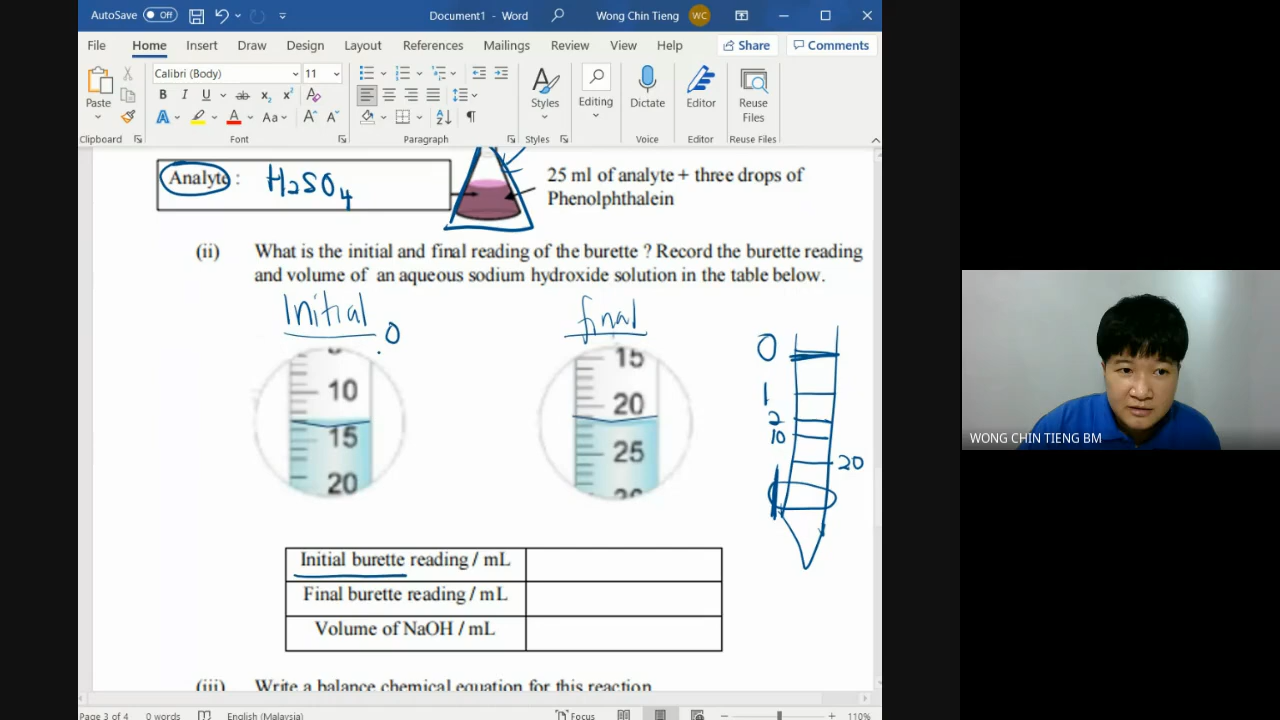 AutoSave Off Document1 - Word Wong Chin Tieng WC
File Home Insert Draw Design Layout References Mailings Review View Help Share Comments
Calibri (Body) 11
Paste Styles Editing Dictate Editor Reuse Files
Clipboard Font Paragraph Styles Voice Editor Reuse Files
Analyte : H2SO4
25 ml of analyte + three drops of
Phenolphthalein
(ii) What is the initial and final reading of the burette ? Record the burette reading
and volume of an aqueous sodium hydroxide solution in the table below.
Initial final
0
10
15
20
15
20
25
0
1
2
10
20
Initial burette reading / mL
Final burette reading / mL
Volume of NaOH / mL
(iii) Write a balance chemical equation for this reaction
WONG CHIN TIENG BM
Page 3 of 4 0 words English (Malaysia) Focus 110%